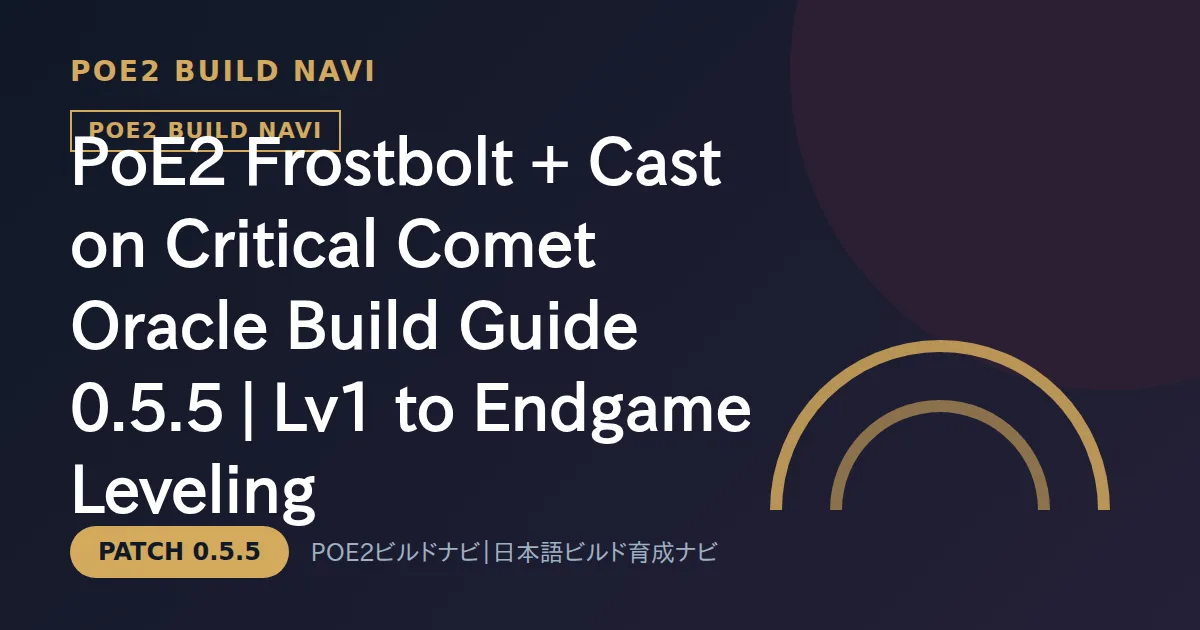 POE2 BUILD NAVI
POE2 BUILD NAVI
PoE2 Frostbolt + Cast
on Critical Comet
Oracle Build Guide
0.5.5 | Lv1 to Endgame
Leveling
PATCH 0.5.5
POE2ビルドナビ|日本語ビルド育成ナビ